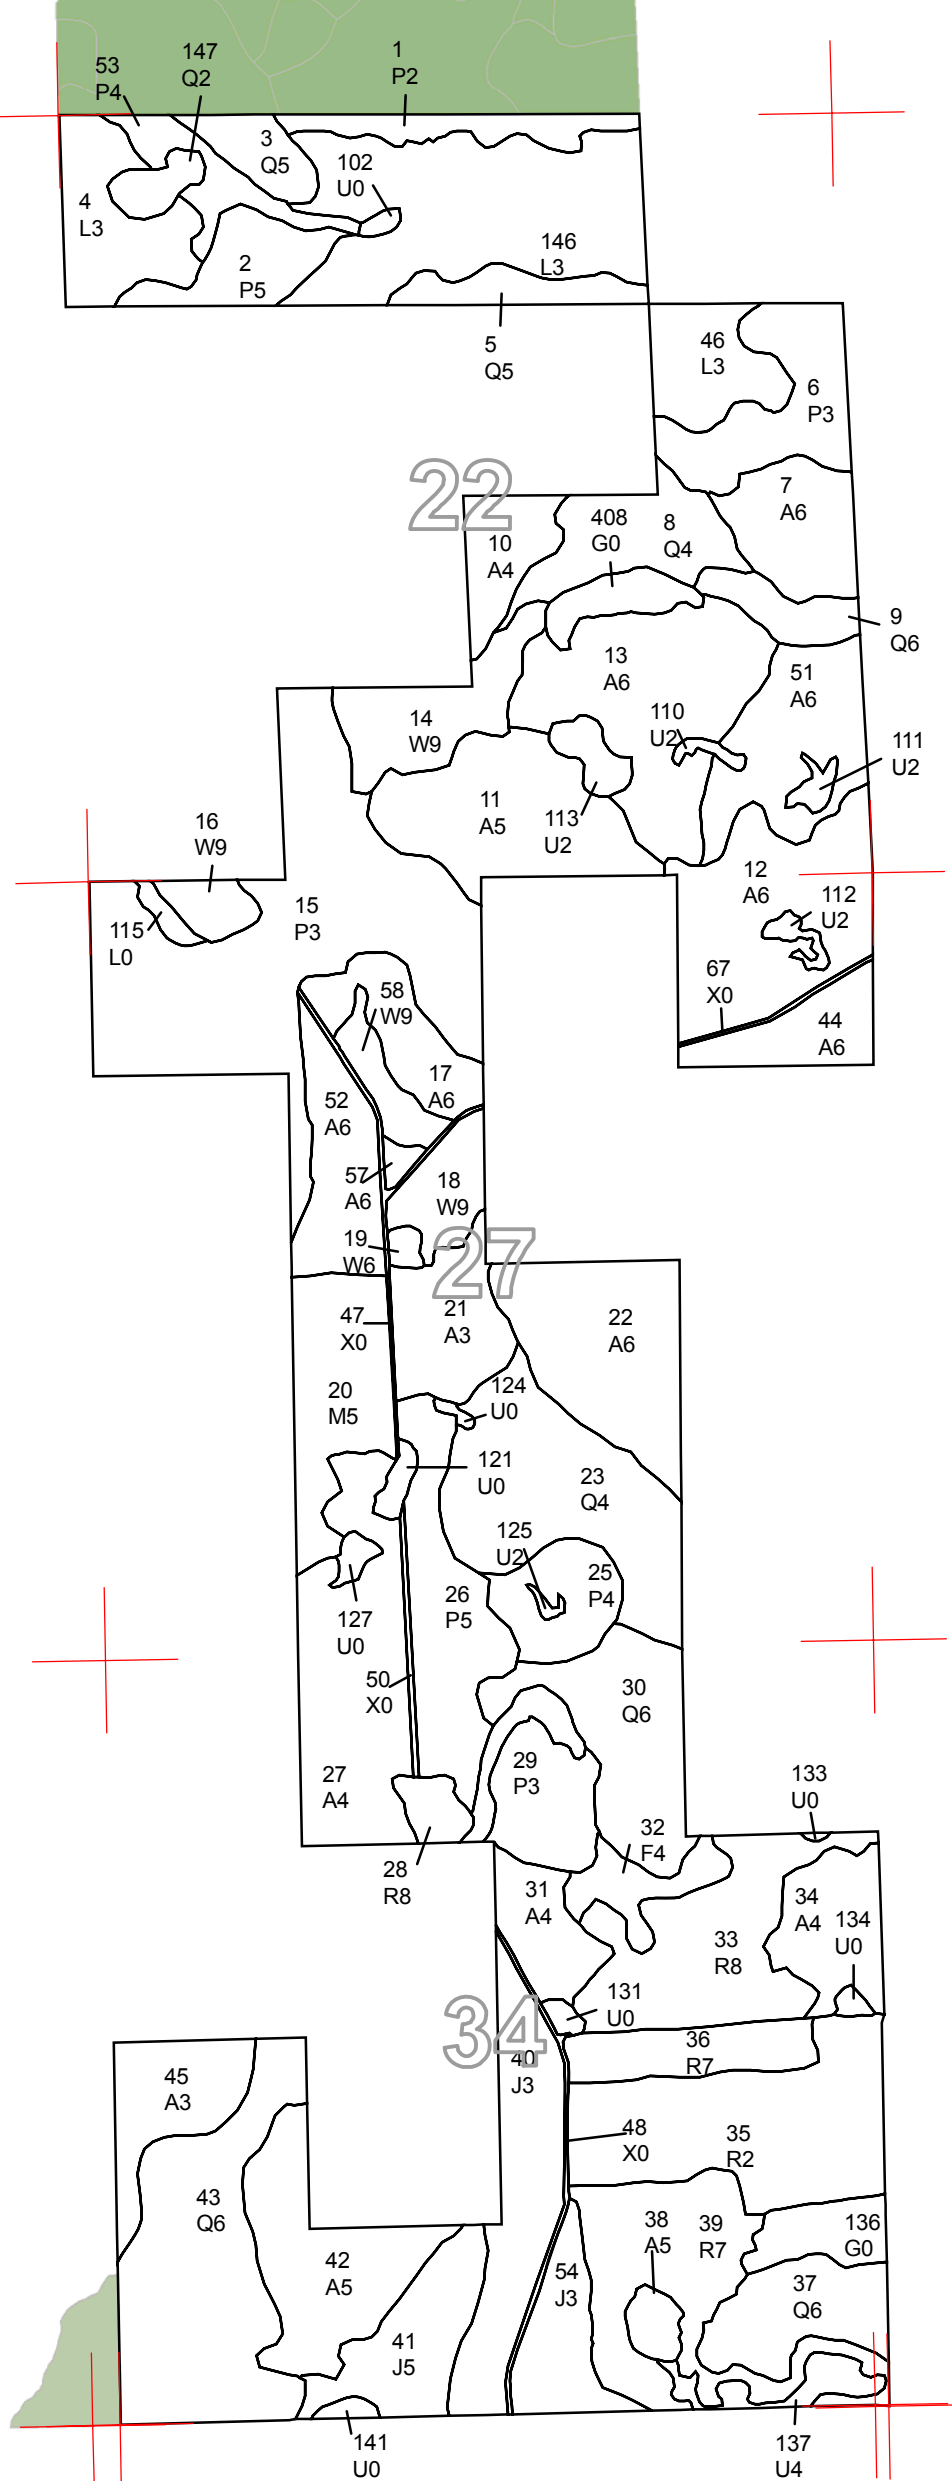 1
P2
147
Q2
53
P4
3
Q5
102
U0
4
L3
146
L3
2
P5
5
Q5
46
L3
6
P3
22
7
A6
408
G0
8
Q4
10
A4
9
Q6
13
A6
51
A6
14
W9
110
U2
111
U2
11
A5
113
U2
16
W9
12
A6
112
U2
15
P3
115
L0
67
X0
58
W9
44
A6
17
A6
52
A6
57
A6
18
W9
19
W6
27
21
A3
47
X0
22
A6
20
M5
124
U0
121
U0
23
Q4
125
U2
25
P4
26
P5
127
U0
50
X0
30
Q6
29
P3
27
A4
133
U0
32
F4
28
R8
31
A4
34
A4
134
U0
33
R8
131
U0
34
36
R7
40
J3
45
A3
48
X0
35
R2
43
Q6
38
A5
39
R7
136
G0
42
A5
54
J3
37
Q6
41
J5
141
U0
137
U4